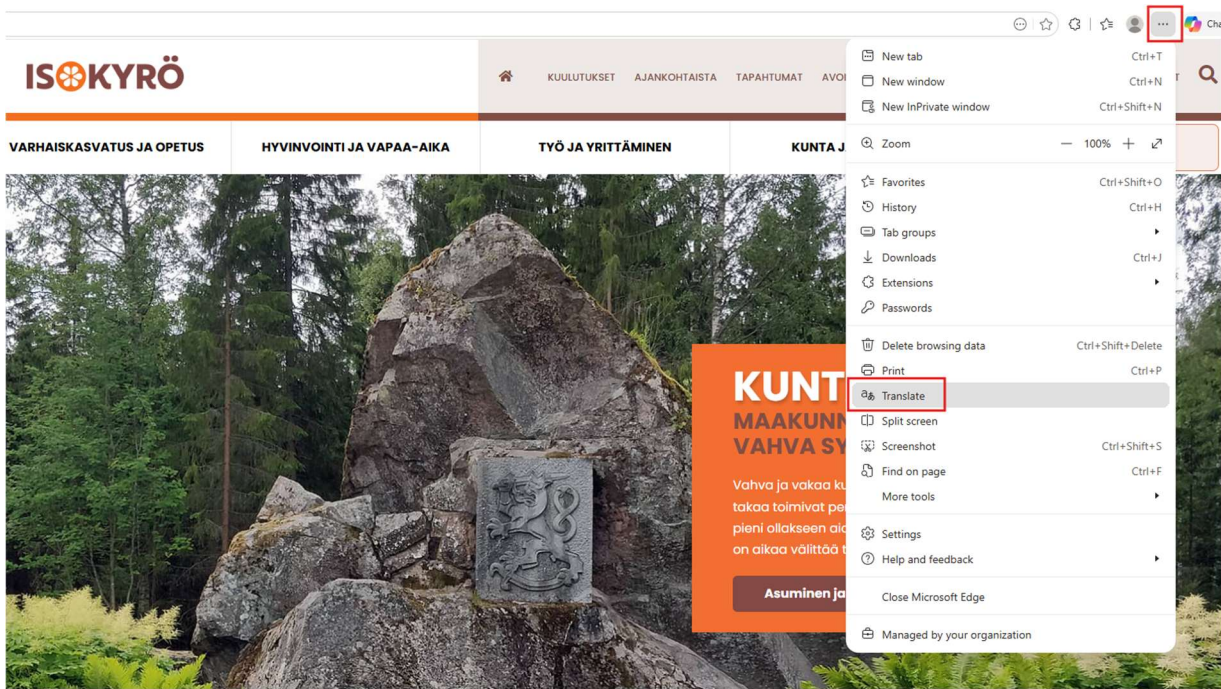 Cha
ISOKYRÖ
KUULUTUKSET AJANKOHTAISTA TAPAHTUMAT
VARHAISKASVATUS JA OPETUS HYVINVOINTI JA VAPAA-AIKA TYÖ JA YRITTÄMINEN KUNTA
KUNT
MAAKUNN
VAHVA SY
Vahva ja vakaa ku
takaa toimivat pe
pieni ollakseen
on aikaa välittää t
Asuminen ja
New tab Ctrl+T
New window Ctrl+N
New InPrivate window Ctrl+Shift+N
Zoom 100%
Favorites Ctrl+Shift+O
History Ctrl+H
Tab groups
Downloads Ctrl+J
Extensions
Passwords
Delete browsing data Ctrl+Shift+Delete
Print Ctrl+P
Translate
Split screen
Screenshot Ctrl+Shift+S
Find on page Ctrl+F
More tools
Settings
Help and feedback
Close Microsoft Edge
Managed by your organization